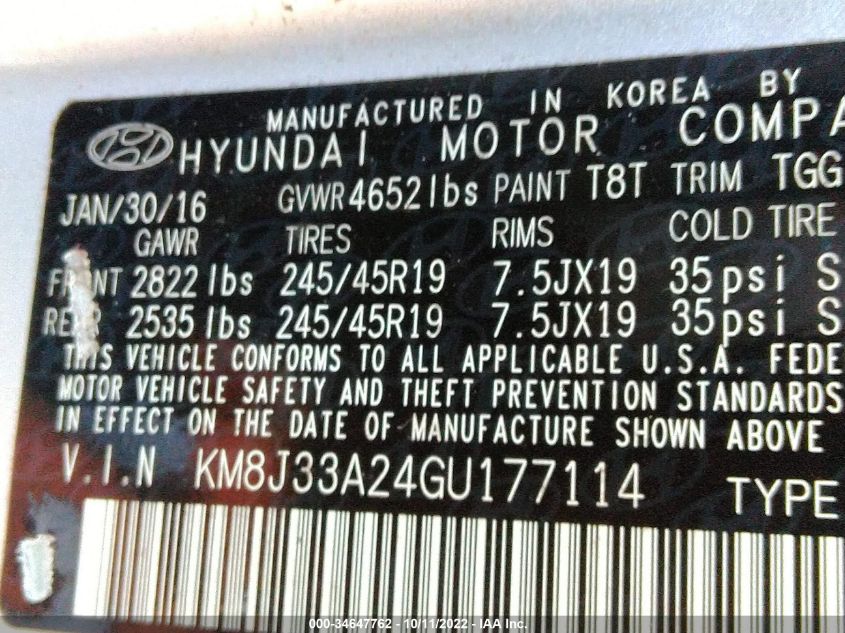 MANUFACTURED IN KOREA BY
HYUNDAI MOTOR COMPA
JAN/30/16 GVWR 4652 lbs PAINT T8T TRIM TGG
GAWR TIRES RIMS COLD TIRE
FRONT 2822 lbs 245/45R19 7.5JX19 35psi S
REAR 2535 lbs 245/45R19 7.5JX19 35psi S
THIS VEHICLE CONFORMS TO ALL APPLICABLE U.S.A. FEDE
MOTOR VEHICLE SAFETY AND THEFT PREVENTION STANDARDS
IN EFFECT ON THE DATE OF MANUFACTURE SHOWN ABOVE
V.I.N KM8J33A24GU177114 TYPE
000-34647762 - 10/11/2022 - IAA Inc.